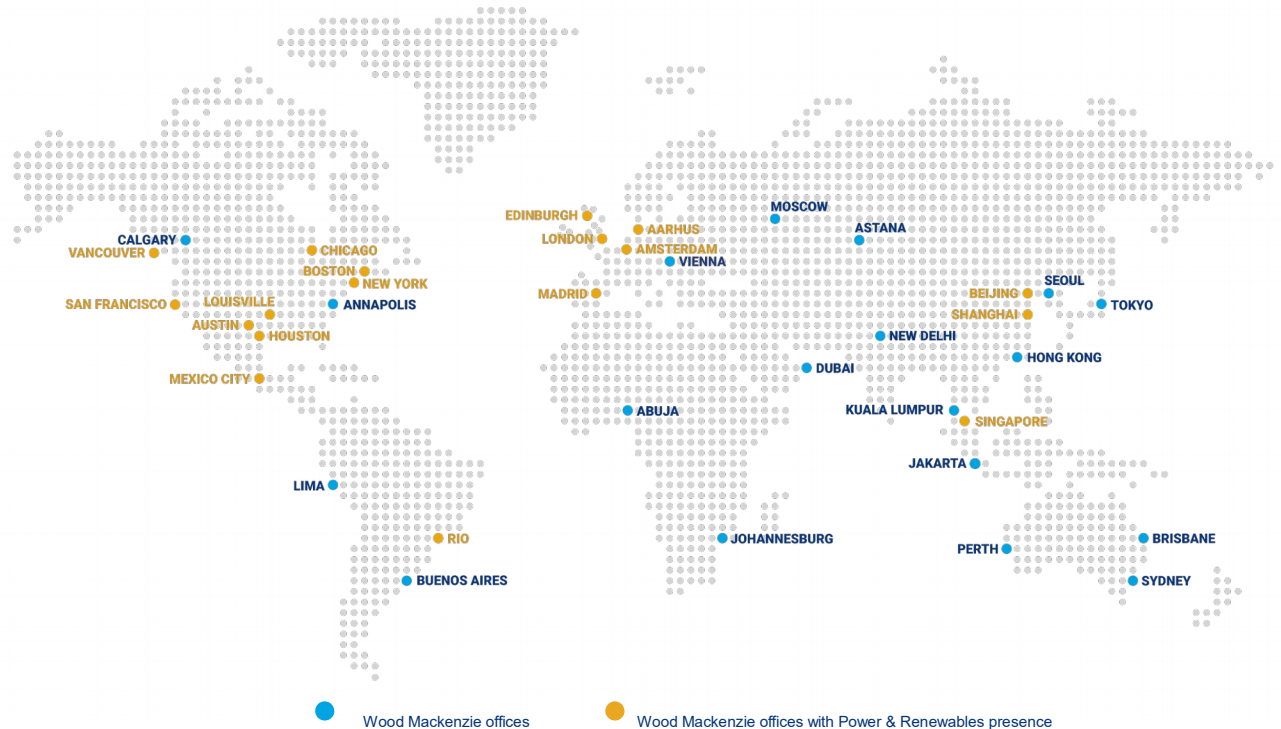 MOSCOW
EDINBURGH
AARHUS
ASTANA
CALGARY
LONDON
VANCOUVER
CHICAGO
AMSTERDAM
VIENNA
BOSTON
NEW YORK
SEOUL
MADRID
BEIJING
SAN FRANCISCO
LOUISVILLE
ANNAPOLIS
TOKYO
SHANGHAI
AUSTIN
HOUSTON
NEW DELHI
HONG KONG
DUBAI
MEXICO CITY
ABUJA
KUALA LUMPUR
SINGAPORE
JAKARTA
LIMA
RIO
JOHANNESBURG
BRISBANE
PERTH
BUENOS AIRES
SYDNEY
Wood Mackenzie offices
Wood Mackenzie offices with Power & Renewables presence